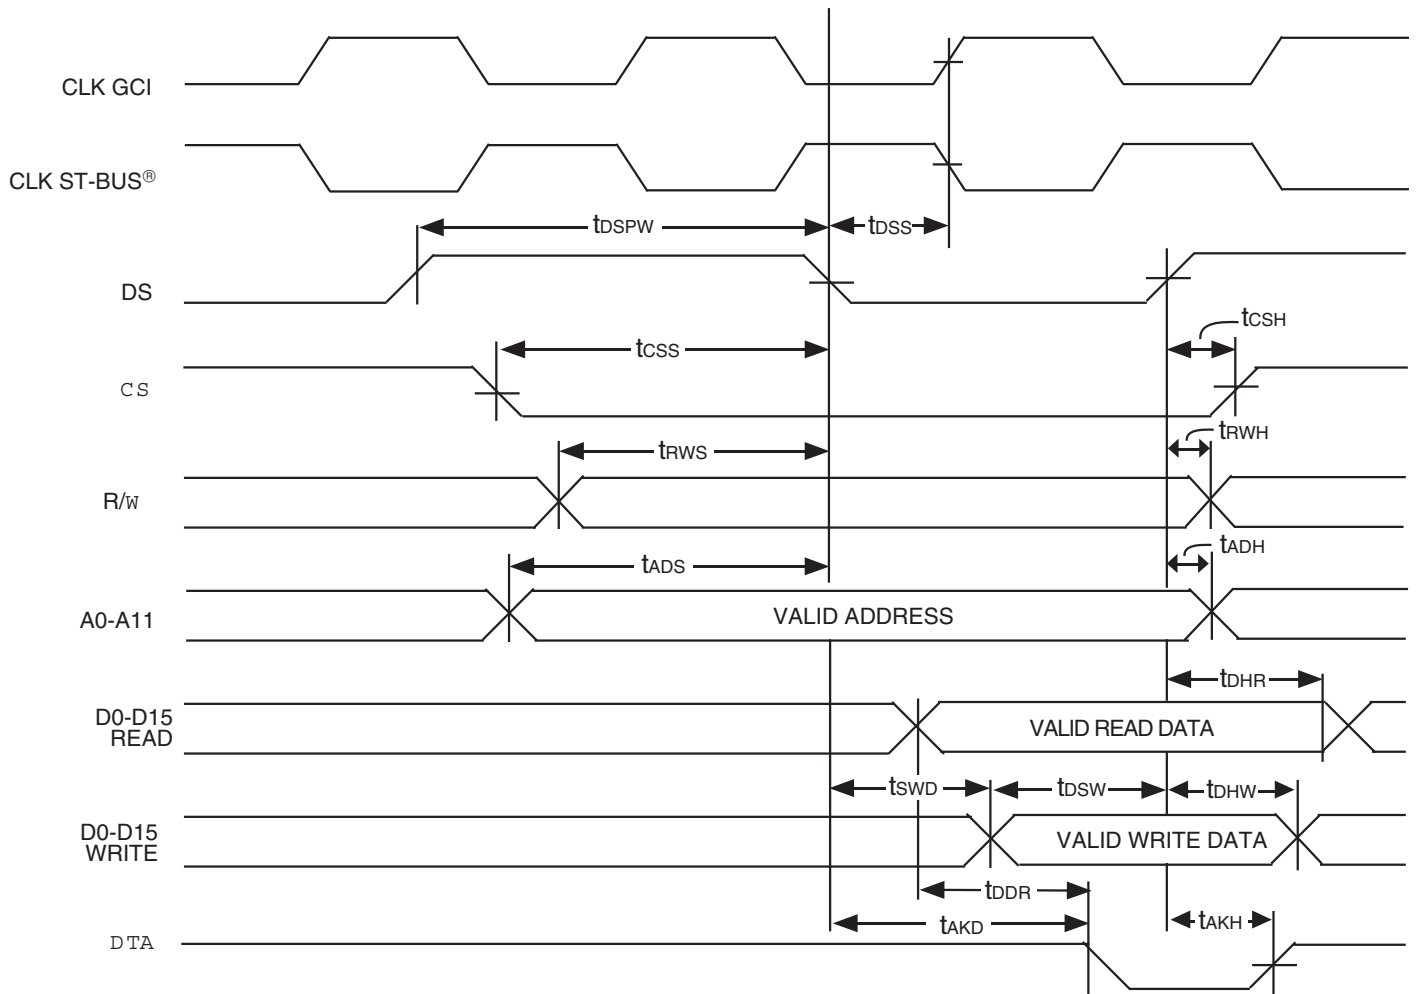 CLK GCI
CLK ST-BUS®
tDSPW
tDSS
DS
tCSH
tCSS
CS
tRWH
tRWS
R/W
tADH
tADS
A0-A11
VALID ADDRESS
tDHR
D0-D15
READ
VALID READ DATA
tSWD
tDSW
tDHW
D0-D15
WRITE
VALID WRITE DATA
tDDR
tAKD
tAKH
DTA